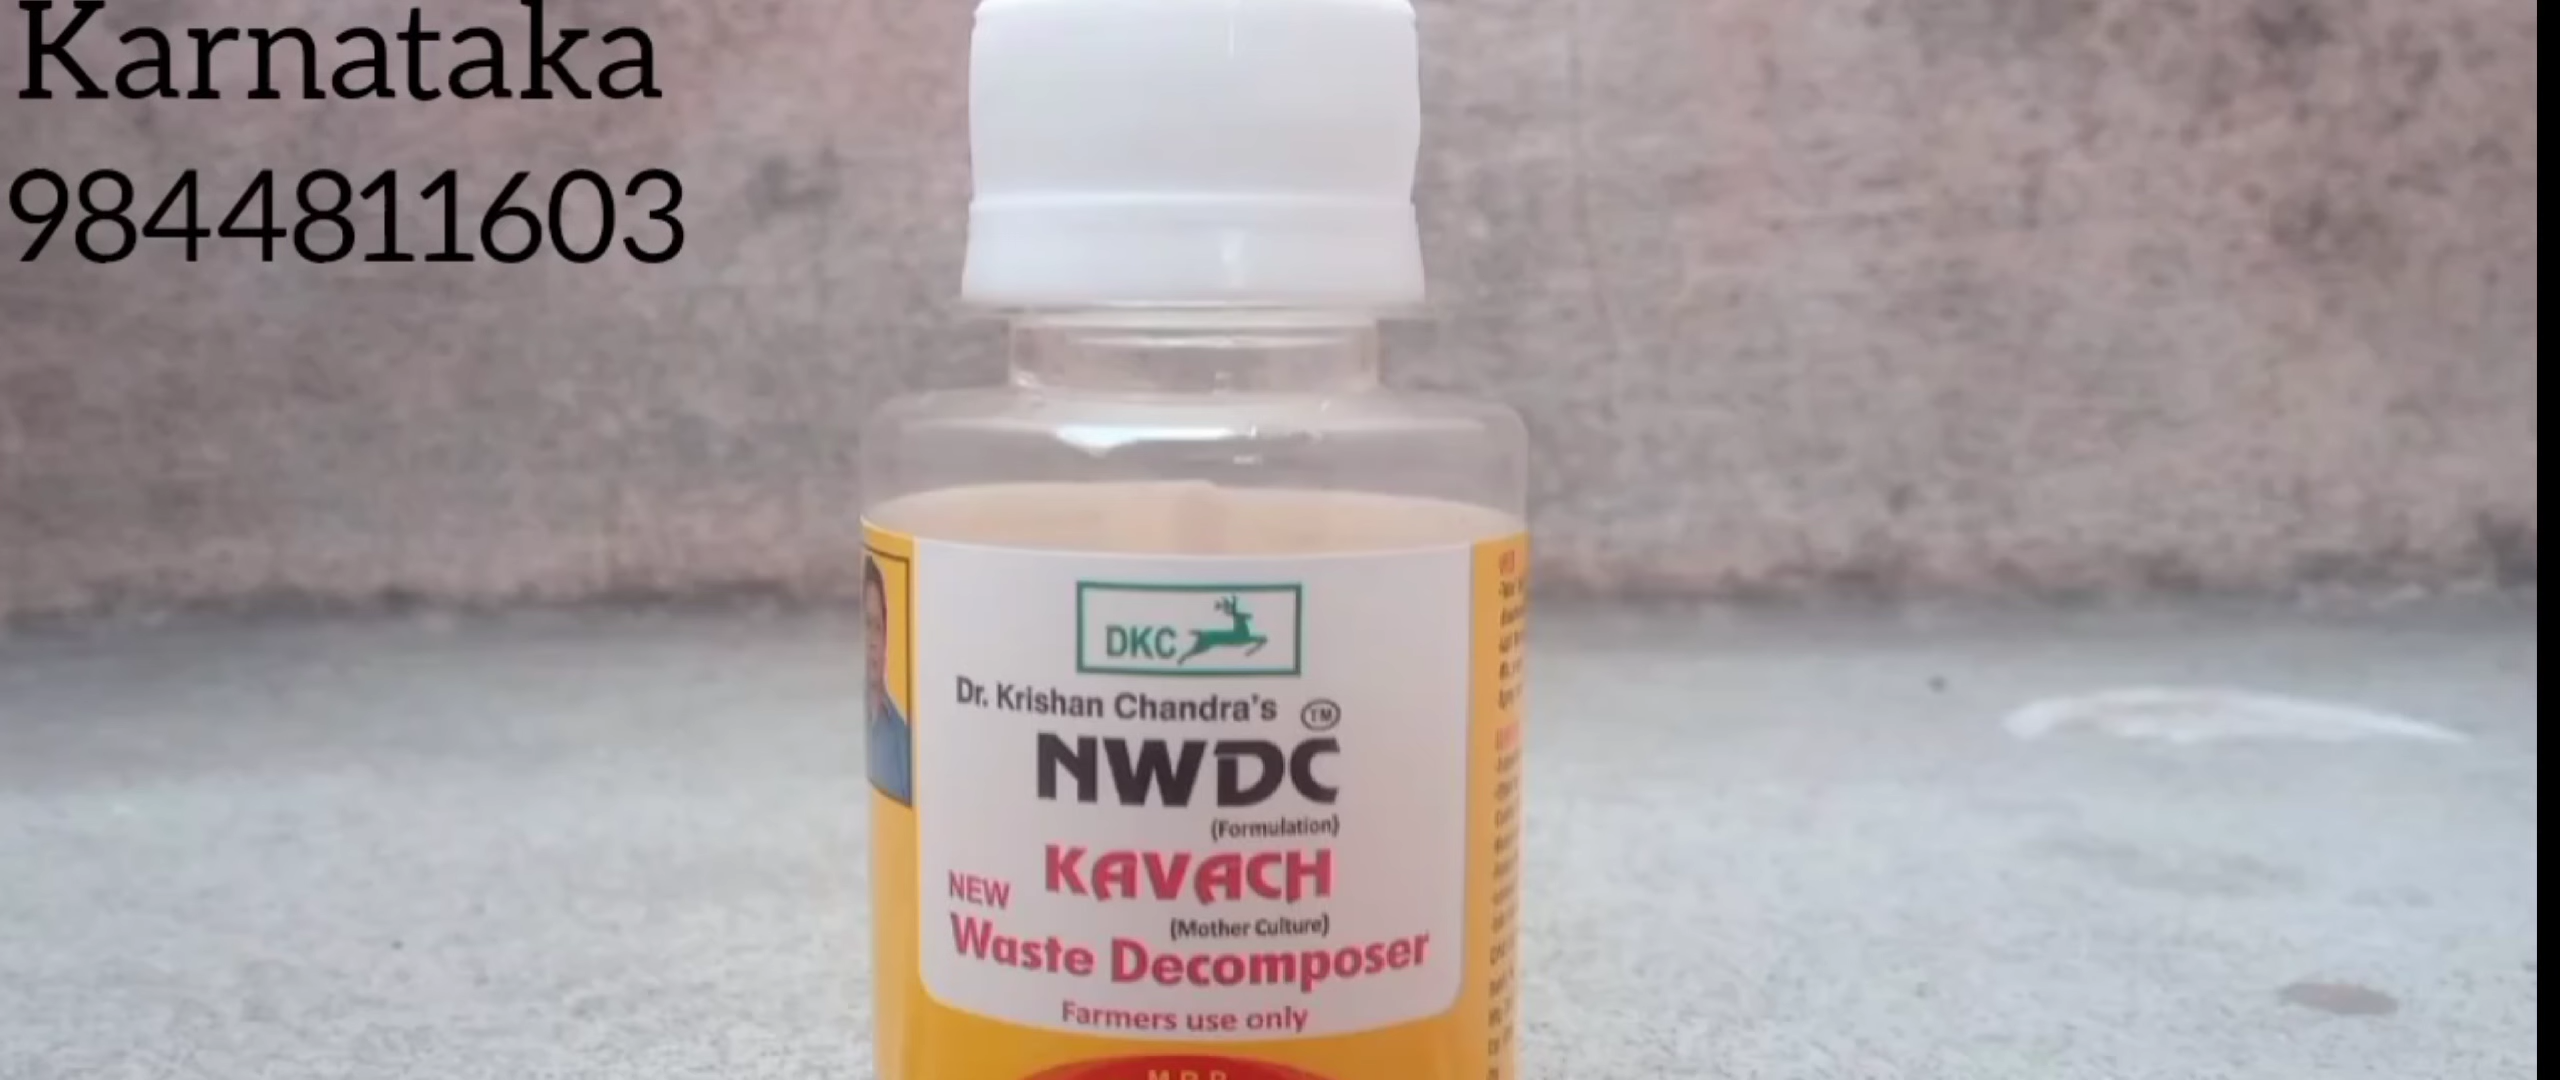 Karnataka
9844811603
DKC
Dr. Krishan Chandra's
TM
NWDC
(Formulation)
KAVACH
NEW
(Mother Culture)
Waste Decomposer
Farmers use only
M.R.P